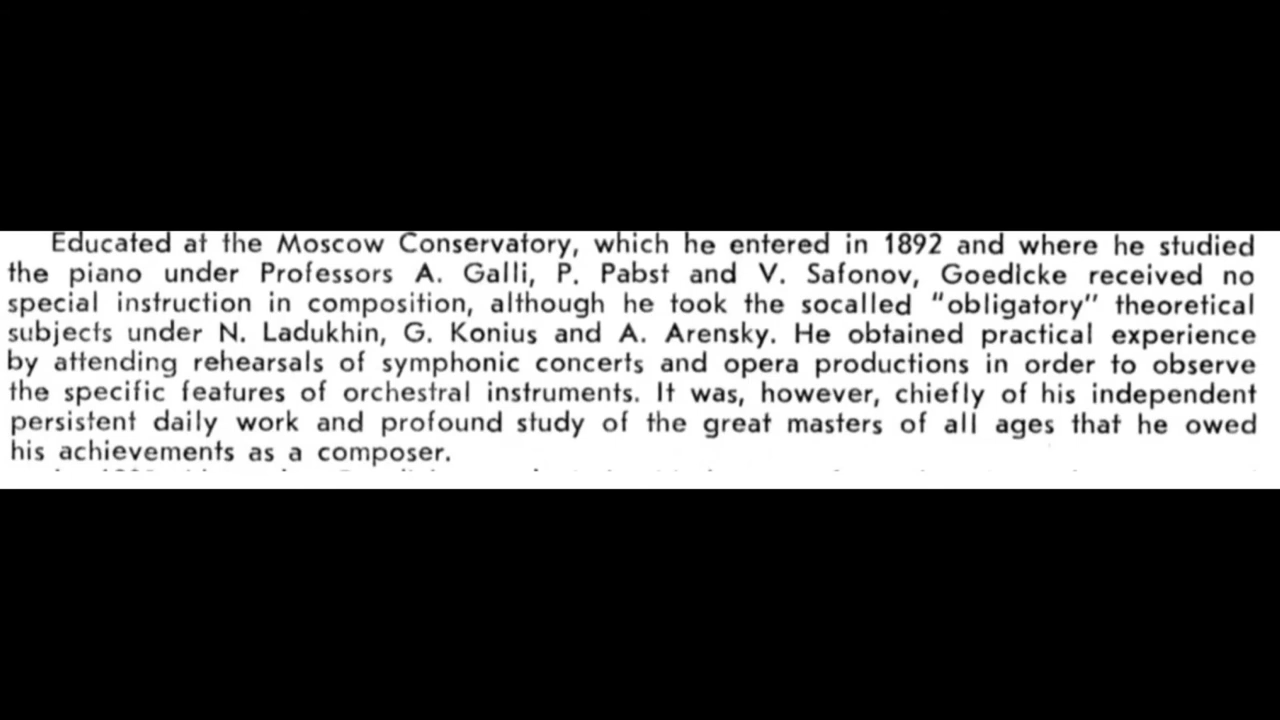 Educated at the Moscow Conservatory, which he entered in 1892 and where he studied
the piano under Professors A. Galli, P. Pabst and V. Safonov, Goedicke received no
special instruction in composition, although he took the socalled "obligatory" theoretical
subjects under N. Ladukhin, G. Konius and A. Arensky. He obtained practical experience
by attending rehearsals of symphonic concerts and opera productions in order to observe
the specific features of orchestral instruments. It was, however, chiefly of his independent
persistent daily work and profound study of the great masters of all ages that he owed
his achievements as a composer.